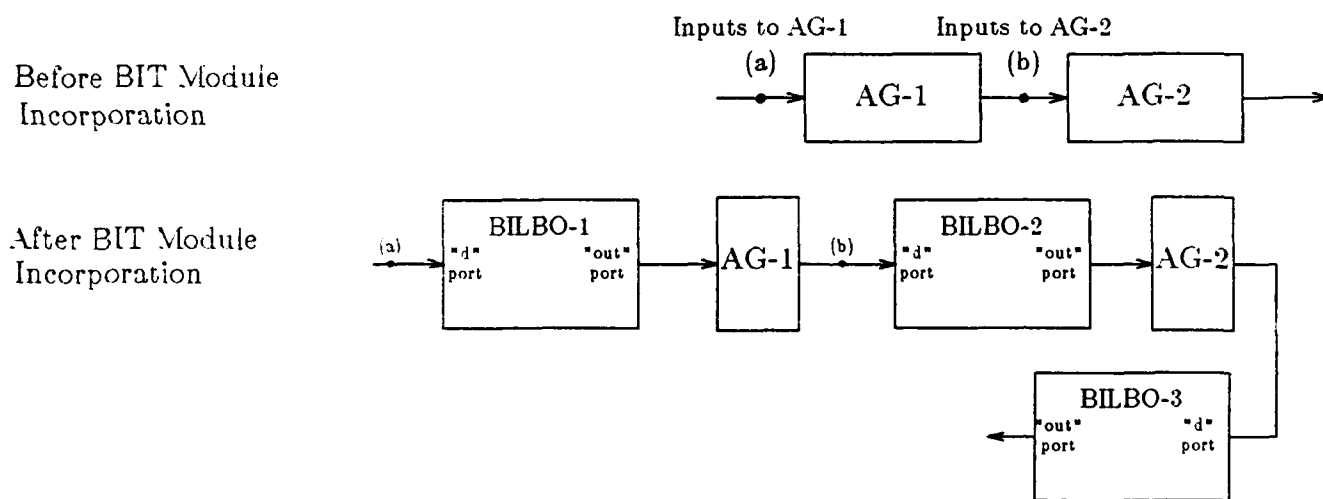 Inputs to AG-1 Inputs to AG-2
Before BIT Module
Incorporation
(a) (b)
AG-1 AG-2
After BIT Module
Incorporation
(a)
BILBO-1
"d"
port
"out"
port
AG-1
(b)
BILBO-2
"d"
port
"out"
port
AG-2
BILBO-3
"out"
port
"d"
port